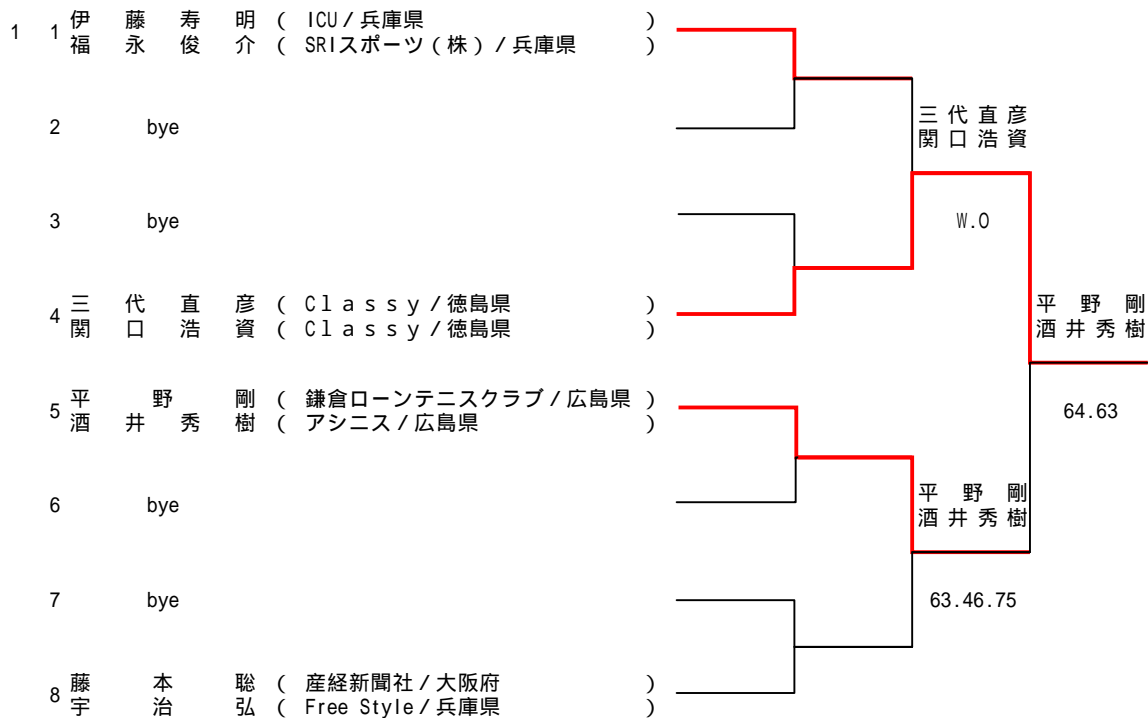 1 1 伊藤寿明 ( ICU/兵庫県 )
福永俊介 ( SRIスポーツ(株)/兵庫県 )
2 bye
三代直彦
関口浩資
3 bye
W.O
4 三代直彦 ( Classy/徳島県 )
関口浩資 ( Classy/徳島県 )
平野剛
酒井秀樹
5 平野剛 ( 鎌倉ローンテニスクラブ/広島県 )
酒井秀樹 ( アシニス/広島県 )
64.63
6 bye
平野剛
酒井秀樹
7 bye
63.46.75
8 藤本聡 ( 産経新聞社/大阪府 )
宇治弘 ( Free Style/兵庫県 )